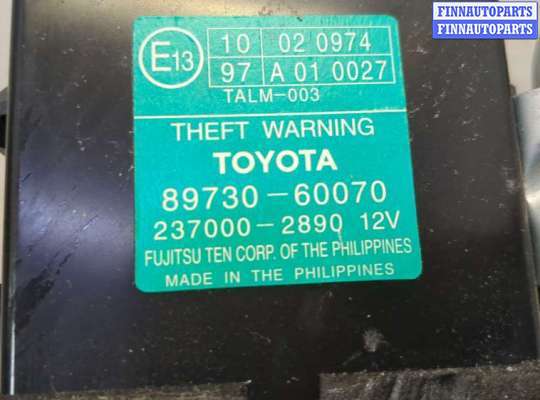 FINNAUTOPARTS
FINNAUTOPARTS
E13
10 02 0974
97 A 01 0027
TALM-003
THEFT WARNING
TOYOTA
89730-60070
237000-2890 12V
FUJITSU TEN CORP. OF THE PHILIPPINES
MADE IN THE PHILIPPINES